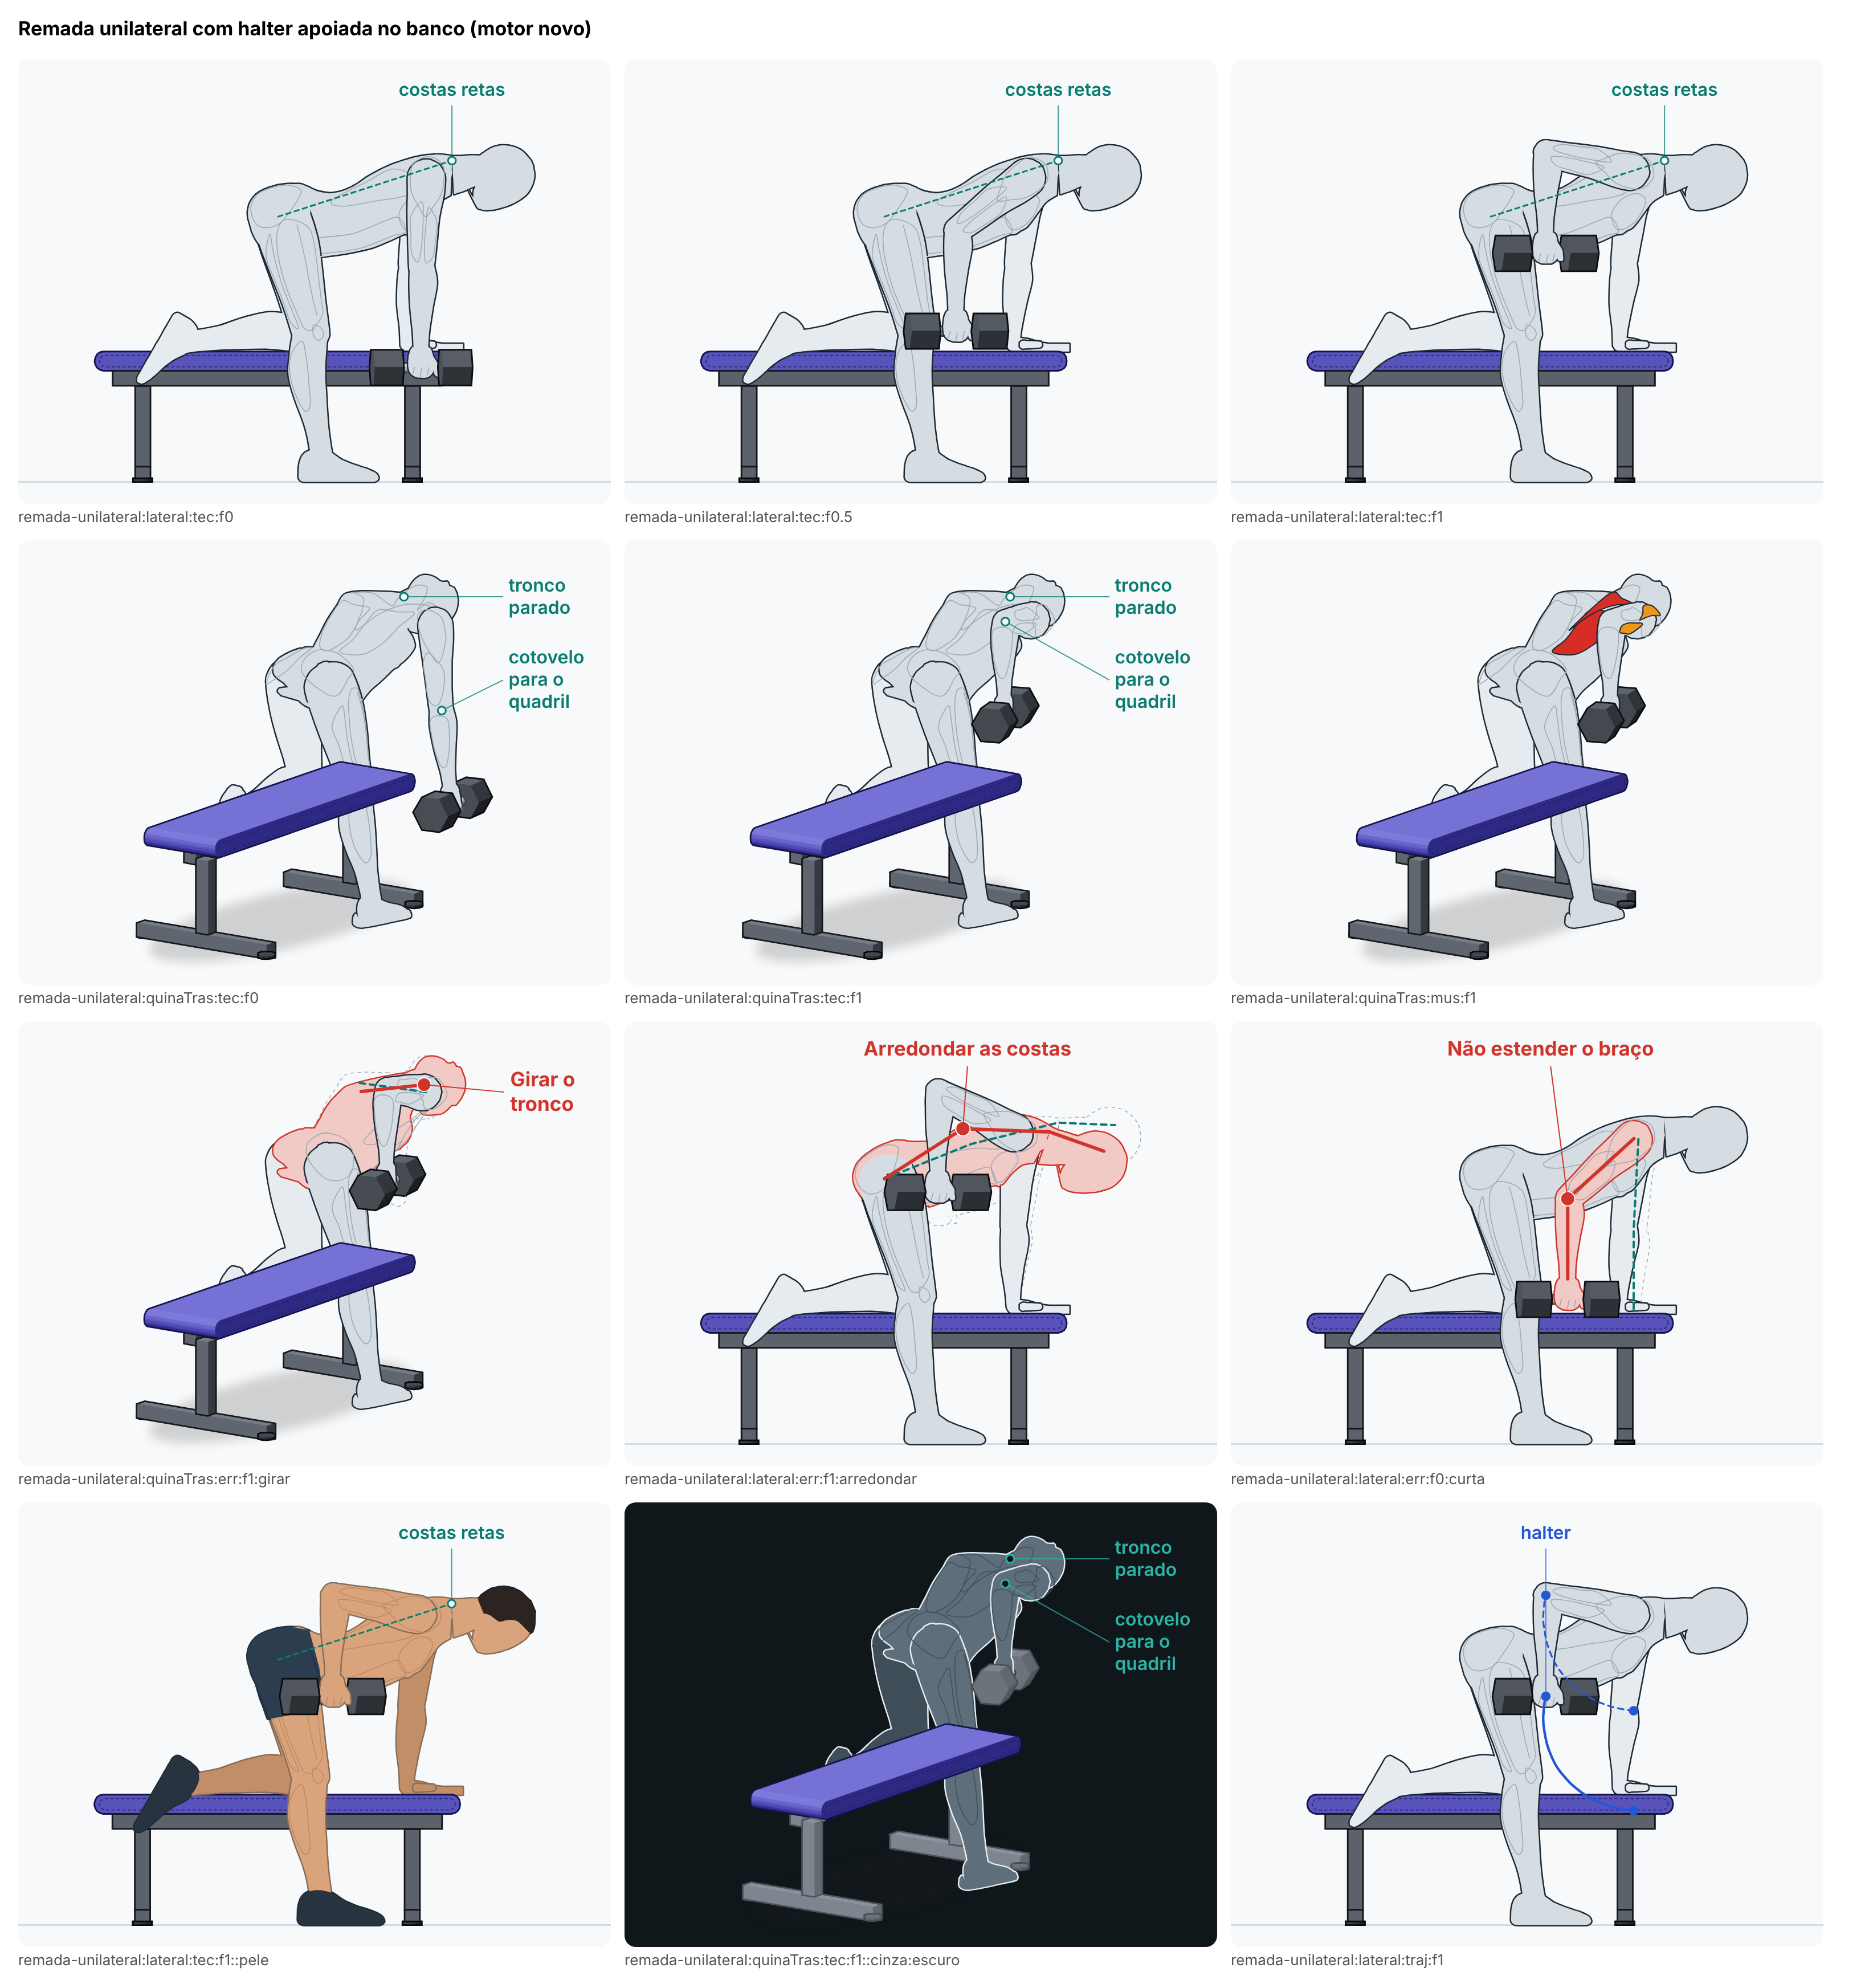 Remada unilateral com halter apoiada no banco (motor novo)
costas retas
costas retas
costas retas
remada-unilateral:lateral:tec:f0
remada-unilateral:lateral:tec:f0.5
remada-unilateral:lateral:tec:f1
tronco
parado
cotovelo
para o
quadril
tronco
parado
cotovelo
para o
quadril
remada-unilateral:quinaTras:tec:f0
remada-unilateral:quinaTras:tec:f1
remada-unilateral:quinaTras:mus:f1
Girar o
tronco
Arredondar as costas
Não estender o braço
remada-unilateral:quinaTras:err:f1:girar
remada-unilateral:lateral:err:f1:arredondar
remada-unilateral:lateral:err:f0:curta
costas retas
tronco
parado
cotovelo
para o
quadril
halter
remada-unilateral:lateral:tec:f1::pele
remada-unilateral:quinaTras:tec:f1::cinza:escuro
remada-unilateral:lateral:traj:f1